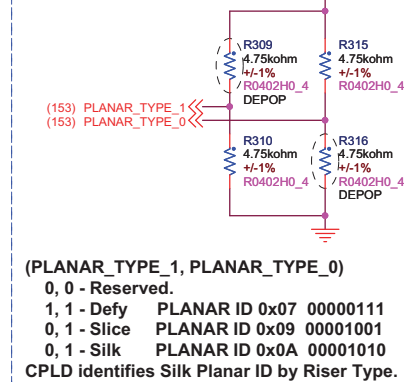 R309
4.75kohm
+/-1%
R0402H0_4
DEPOP
R315
4.75kohm
+/-1%
R0402H0_4
(153) PLANAR_TYPE_1
(153) PLANAR_TYPE_0
R310
4.75kohm
+/-1%
R0402H0_4
R316
4.75kohm
+/-1%
R0402H0_4
DEPOP
(PLANAR_TYPE_1, PLANAR_TYPE_0)
0, 0 - Reserved.
1, 1 - Defy PLANAR ID 0x07 00000111
0, 1 - Slice PLANAR ID 0x09 00001001
0, 1 - Silk PLANAR ID 0x0A 00001010
CPLD identifies Silk Planar ID by Riser Type.